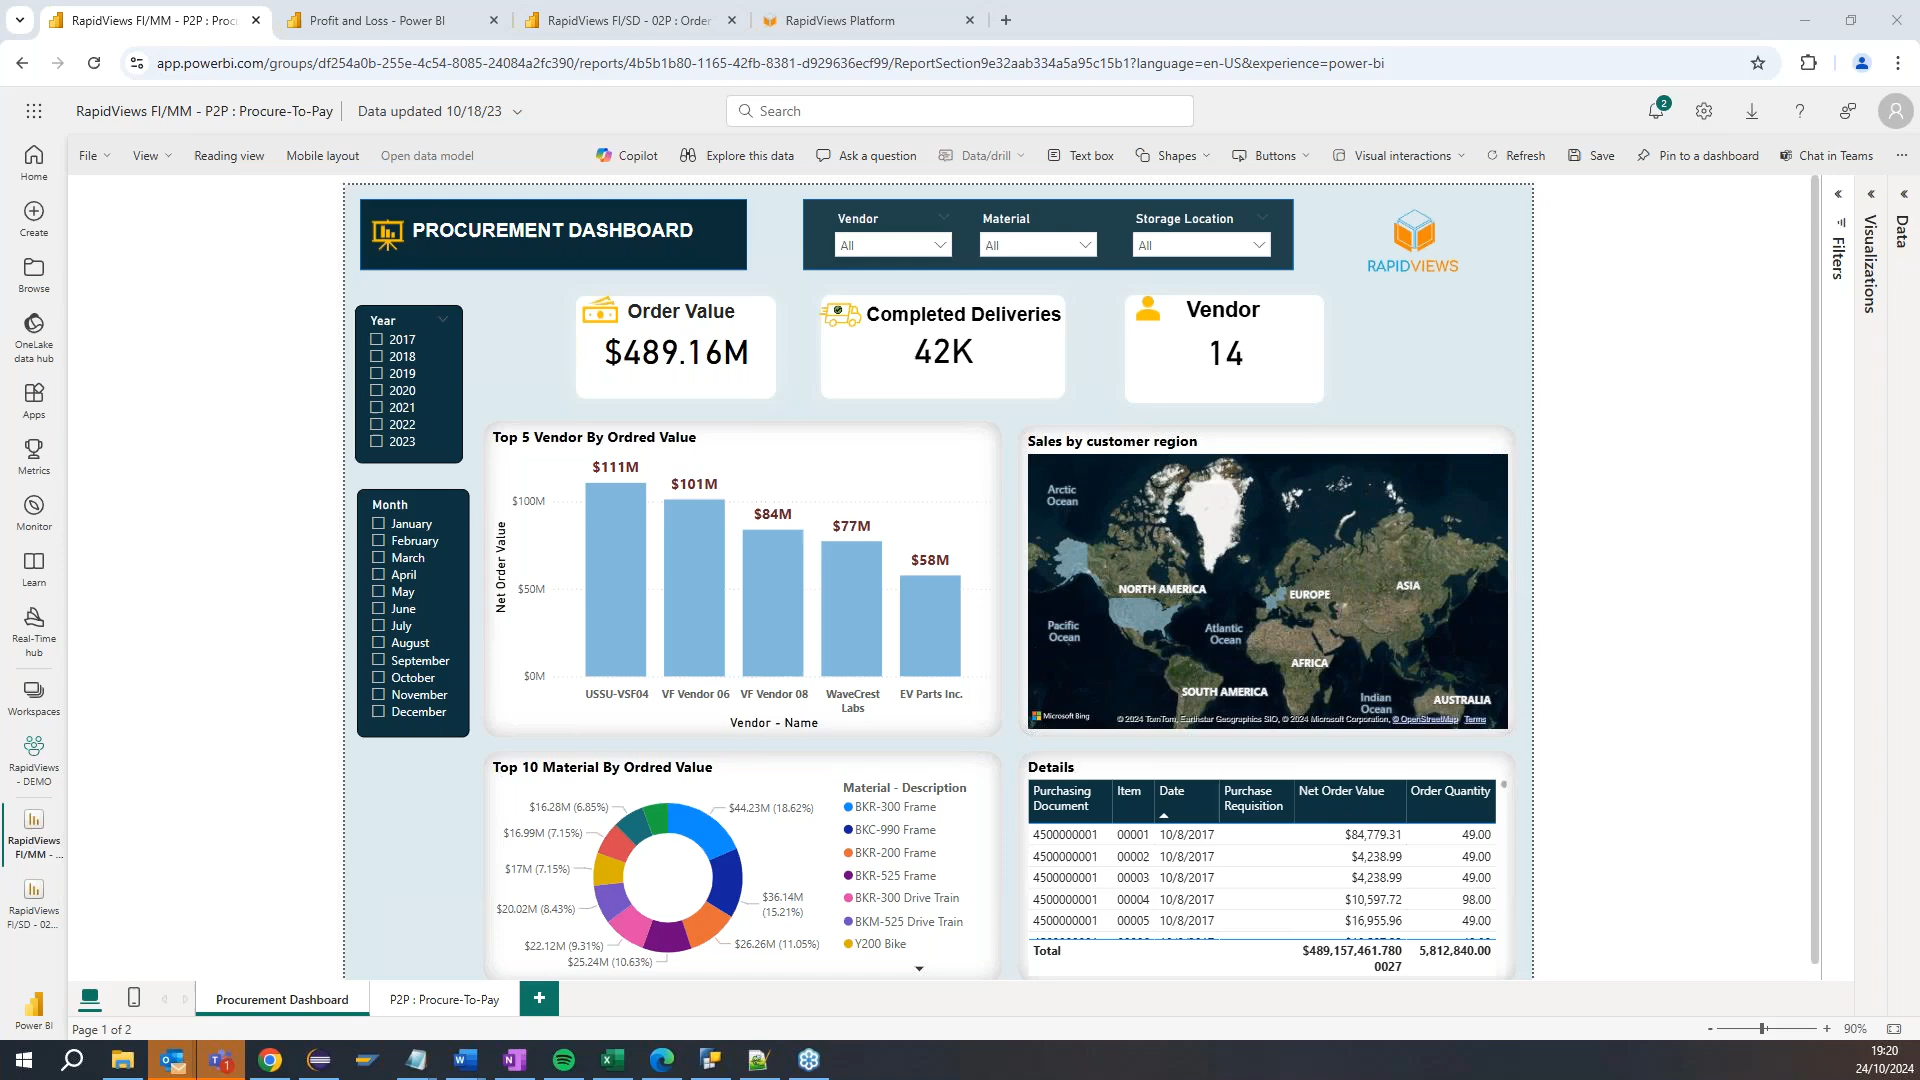 RapidViews FI/MM - P2P : Proc
Profit and Loss - Power BI
RapidViews FI/SD - 02P : Order
RapidViews Platform
app.powerbi.com/groups/df254a0b-255e-4c54-8085-24084a2fc390/reports/4b5b1b80-1165-42fb-8381-d929636ecf99/ReportSection9e32aab334a5a95c15b1?language=en-US&experience=power-bi
RapidViews FI/MM - P2P : Procure-To-Pay
Data updated 10/18/23
Search
2
File
View
Reading view
Mobile layout
Open data model
Copilot
Explore this data
Ask a question
Data/drill
Text box
Shapes
Buttons
Visual interactions
Refresh
Save
Pin to a dashboard
Chat in Teams
Home
Create
Browse
OneLake
data hub
Apps
Metrics
Monitor
Learn
Real-Time
hub
Workspaces
RapidViews
- DEMO
RapidViews
FI/MM - ...
RapidViews
FI/SD - 02...
Power BI
PROCUREMENT DASHBOARD
Vendor
All
Material
All
Storage Location
All
RAPIDVIEWS
Filters
Visualizations
Data
Order Value
$489.16M
Completed Deliveries
42K
Vendor
14
Year
2017
2018
2019
2020
2021
2022
2023
Month
January
February
March
April
May
June
July
August
September
October
November
December
Top 5 Vendor By Ordred Value
Net Order Value
$100M
$50M
$0M
$111M
$101M
$84M
$77M
$58M
USSU-VSF04
VF Vendor 06
VF Vendor 08
WaveCrest
Labs
EV Parts Inc.
Vendor - Name
Sales by customer region
Arctic
Ocean
NORTH AMERICA
EUROPE
ASIA
Pacific
Ocean
Atlantic
Ocean
AFRICA
SOUTH AMERICA
Indian
Ocean
AUSTRALIA
Microsoft Bing
© 2024 TomTom, Earthstar Geographics SIO, © 2024 Microsoft Corporation, © OpenStreetMap Terms
Top 10 Material By Ordred Value
$44.23M (18.62%)
$36.14M
(15.21%)
$26.26M (11.05%)
$25.24M (10.63%)
$22.12M (9.31%)
$20.02M (8.43%)
$17M (7.15%)
$16.99M (7.15%)
$16.28M (6.85%)
Material - Description
BKR-300 Frame
BKC-990 Frame
BKR-200 Frame
BKR-525 Frame
BKR-300 Drive Train
BKM-525 Drive Train
Y200 Bike
Details
Purchasing Document Item Date Purchase Requisition Net Order Value Order Quantity
4500000001 00001 10/8/2017 $84,779.31 49.00
4500000001 00002 10/8/2017 $4,238.99 49.00
4500000001 00003 10/8/2017 $4,238.99 49.00
4500000001 00004 10/8/2017 $10,597.72 98.00
4500000001 00005 10/8/2017 $16,955.96 49.00
Total $489,157,461.780 5,812,840.00
0027
Procurement Dashboard
P2P : Procure-To-Pay
Page 1 of 2
90%
19:20
24/10/2024